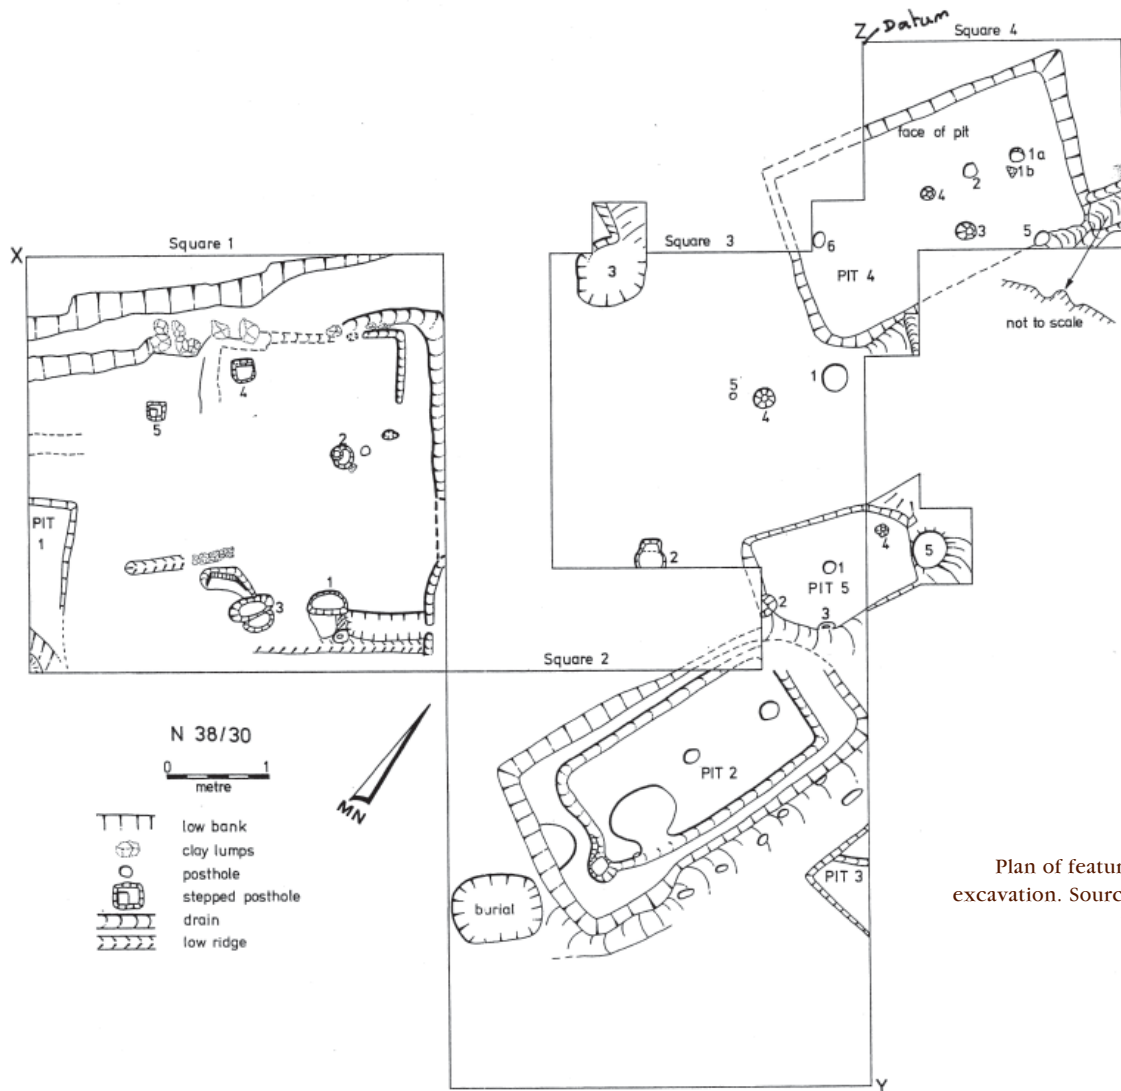 Z Datum
Square 4
face of pit
1a
1b
2
4
3
5
6
PIT 4
not to scale
X
Square 1
Square 3
3
4
5
2
1
5
4
PIT
1
3
1
2
1
4
5
1
PIT 5
2
3
Square 2
PIT 2
PIT 3
burial
Y
N 38/30
0 1
metre
MN
low bank
clay lumps
posthole
stepped posthole
drain
low ridge
Plan of featur
excavation. Sourc